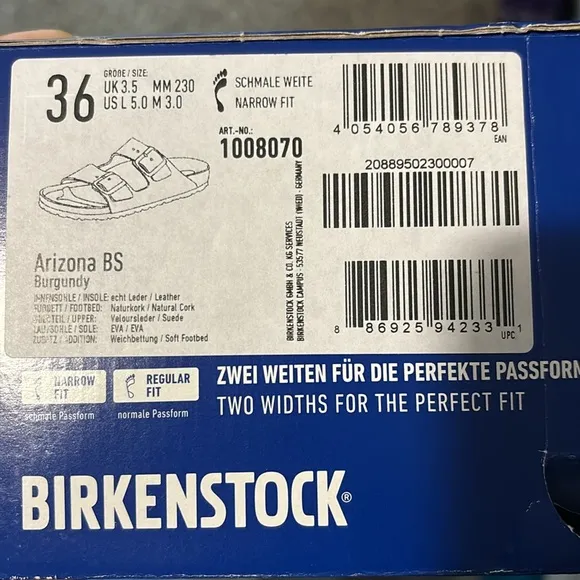 36
GRÖßE / SIZE:
UK 3.5 MM 230
US L 5.0 M 3.0
SCHMALE WEITE
NARROW FIT
ART.-NO.:
1008070
4 054056 789378
EAN
20889502300007
8 86925 94233 1
UPC
BIRKENSTOCK GMBH & CO. KG SERVICES
BIRKENSTOCK CAMPUS · 53577 NEUSTADT (WIED) · GERMANY
Arizona BS
Burgundy
INNENSOHLE / INSOLE: echt Leder / Leather
FUßBETT / FOOTBED: Naturkork / Natural Cork
OBERTEIL / UPPER: Veloursleder / Suede
LAUFSOHLE / SOLE: EVA / EVA
ZUSATZ / ADDITION: Weichbettung / Soft Footbed
NARROW
FIT
schmale Passform
REGULAR
FIT
normale Passform
ZWEI WEITEN FÜR DIE PERFEKTE PASSFORM
TWO WIDTHS FOR THE PERFECT FIT
BIRKENSTOCK®